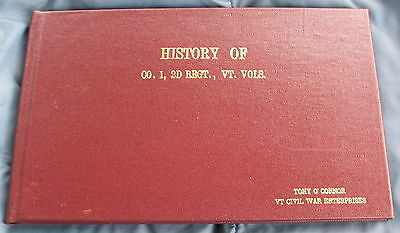 HISTORY OF
CO. I, 2D REGT., VT. VOLS.
TONY O'CONNOR
VT CIVIL WAR ENTERPRISES